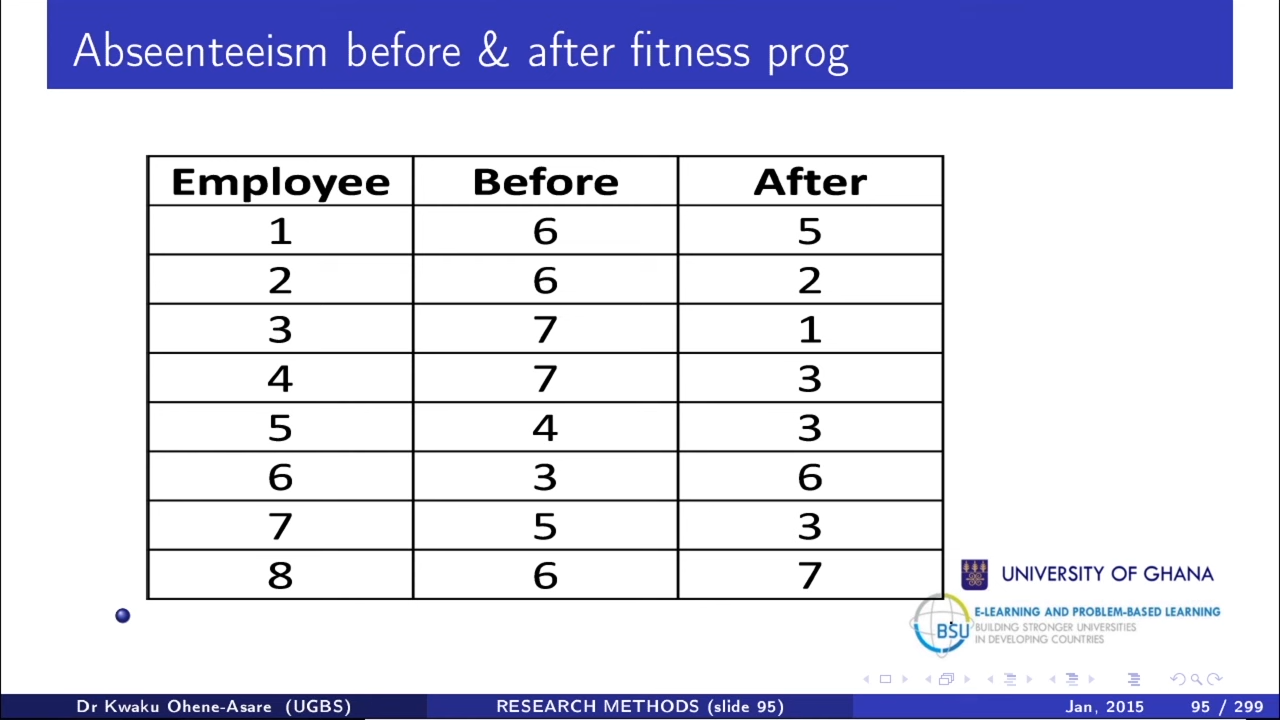 Abseenteeism before & after fitness prog
Employee Before After
1 6 5
2 6 2
3 7 1
4 7 3
5 4 3
6 3 6
7 5 3
8 6 7
UNIVERSITY OF GHANA
BSU
E-LEARNING AND PROBLEM-BASED LEARNING
BUILDING STRONGER UNIVERSITIES
IN DEVELOPING COUNTRIES
Dr Kwaku Ohene-Asare (UGBS) RESEARCH METHODS (slide 95) Jan, 2015 95 / 299